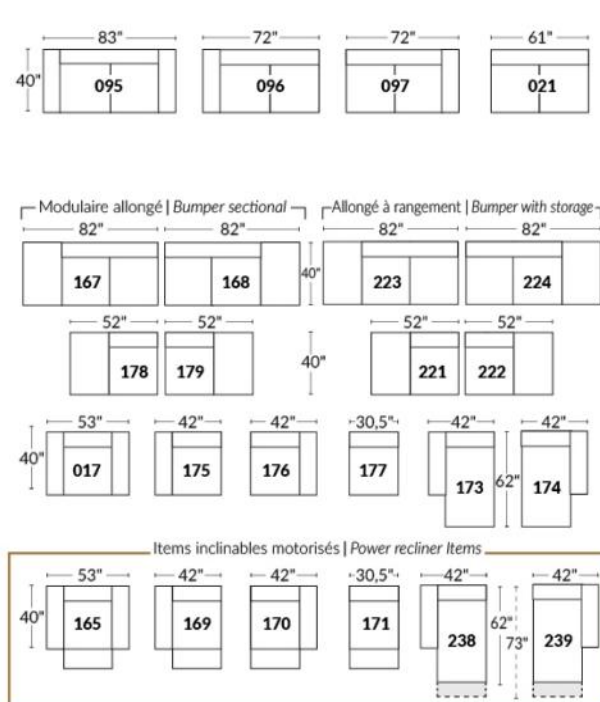 83" 72" 72" 61"
40" 095 096 097 021
Modulaire allongé | Bumper sectional Allongé à rangement | Bumper with storage
82" 82" 82" 82"
167 168 40" 223 224
52" 52" 52" 52"
178 179 40" 221 222
53" 42" 42" 30,5" 42" 42"
40" 017 175 176 177 173 62" 174
Items inclinables motorisés | Power recliner Items
53" 42" 42" 30,5" 42" 42"
40" 165 169 170 171 238 62" 73" 239